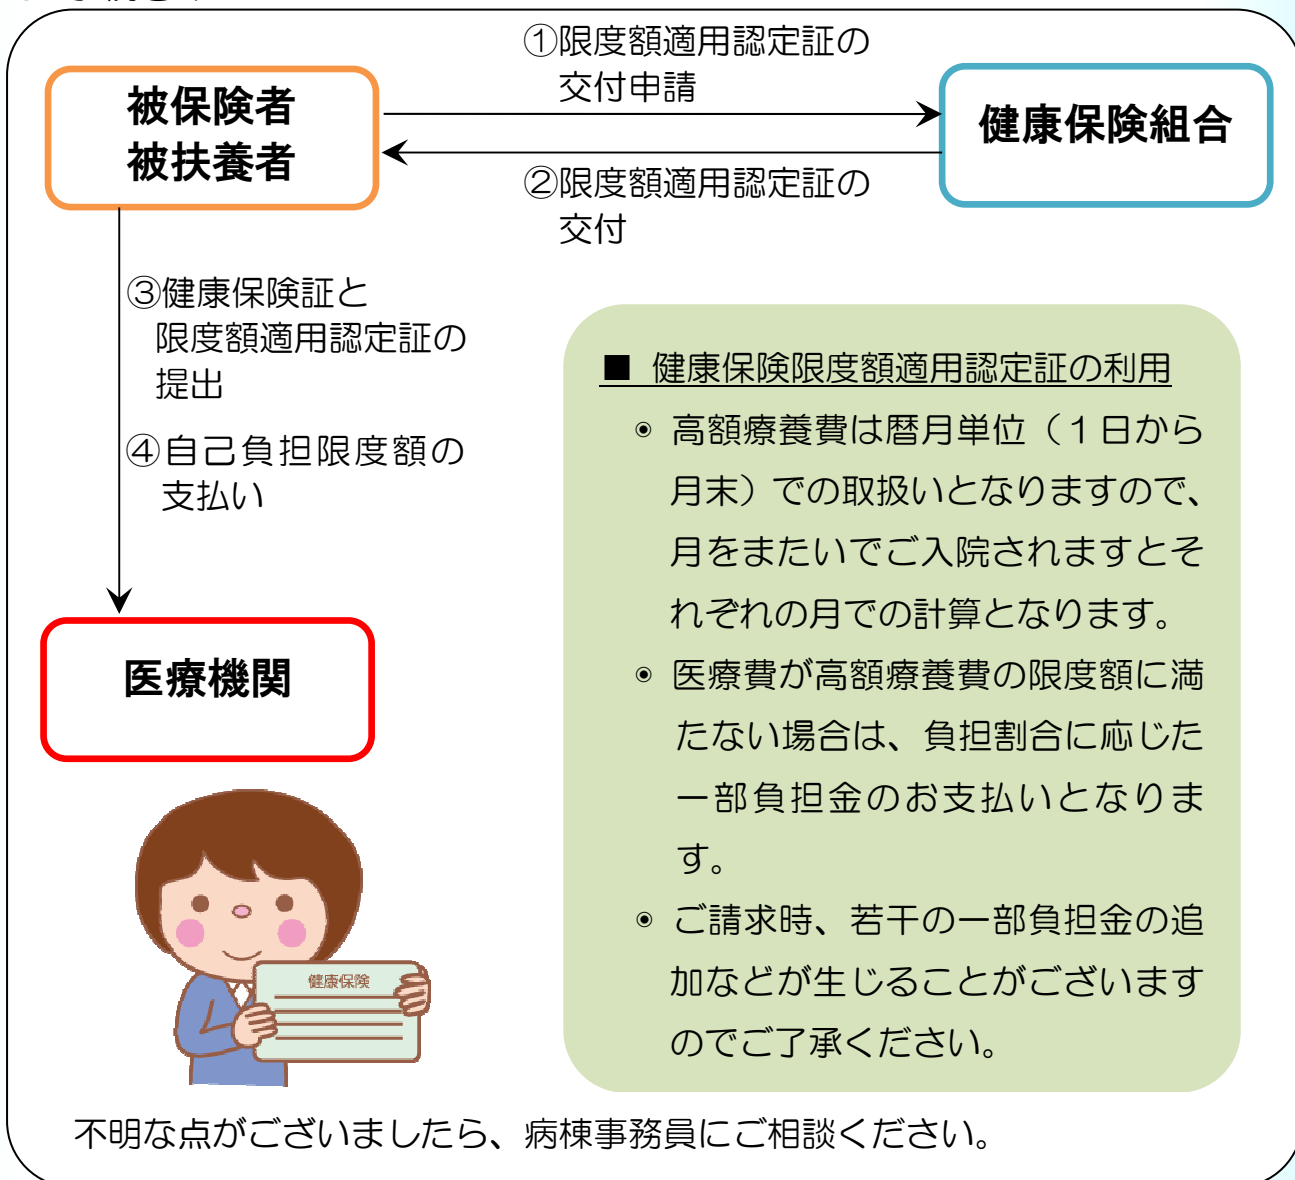 ①限度額適用認定証の
交付申請
被保険者
被扶養者
健康保険組合
②限度額適用認定証の
交付
③健康保険証と
限度額適用認定証の
提出
④自己負担限度額の
支払い
医療機関
健康保険
■ 健康保険限度額適用認定証の利用
◉ 高額療養費は暦月単位（１日から
月末）での取扱いとなりますので、
月をまたいでご入院されますとそ
れぞれの月での計算となります。
◉ 医療費が高額療養費の限度額に満
たない場合は、負担割合に応じた
一部負担金のお支払いとなりま
す。
◉ ご請求時、若干の一部負担金の追
加などが生じることがございます
のでご了承ください。
不明な点がございましたら、病棟事務員にご相談ください。